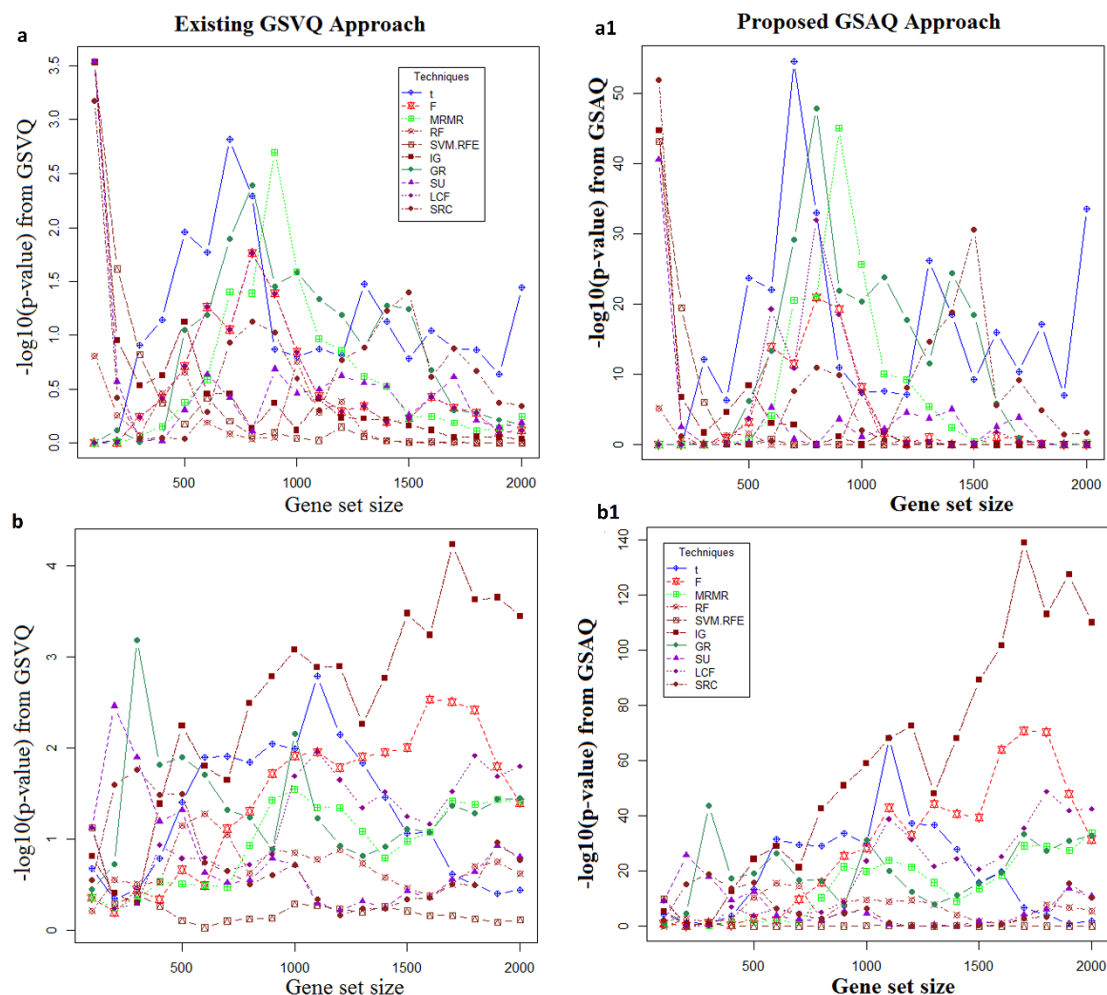 Existing GSVQ Approach
Proposed GSAQ Approach
a
-log10(p-value) from GSVQ
3.5
3.0
2.5
2.0
1.5
1.0
0.5
0.0
Techniques
t
F
MRMR
RF
SVM.RFE
IG
GR
SU
LCF
SRC
500
1000
1500
2000
Gene set size
a1
-log10(p-value) from GSAQ
50
40
30
20
10
0
500
1000
1500
2000
Gene set size
b
-log10(p-value) from GSVQ
4
3
2
1
0
500
1000
1500
2000
Gene set size
b1
-log10(p-value) from GSAQ
140
120
100
80
60
40
20
0
Techniques
t
F
MRMR
RF
SVM.RFE
IG
GR
SU
LCF
SRC
500
1000
1500
2000
Gene set size